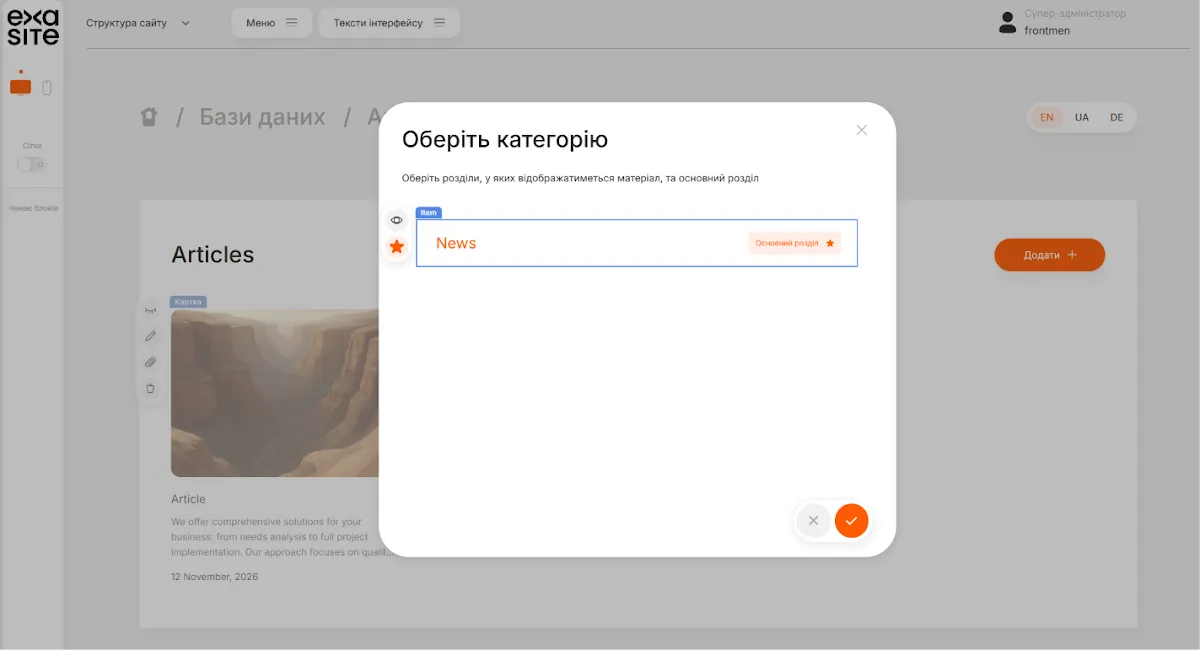 exa
site
Структура сайту
Меню
Тексти інтерфейсу
Супер-адміністратор
frontmen
Сітка
Немає блоків
/ Бази даних / A
EN UA DE
Articles
Додати +
Картка
Article
We offer comprehensive solutions for your
business: from needs analysis to full project
implementation. Our approach focuses on qualit...
12 November, 2026
Оберіть категорію
Оберіть розділи, у яких відображатиметься матеріал, та основний розділ
Item
News
Основний розділ